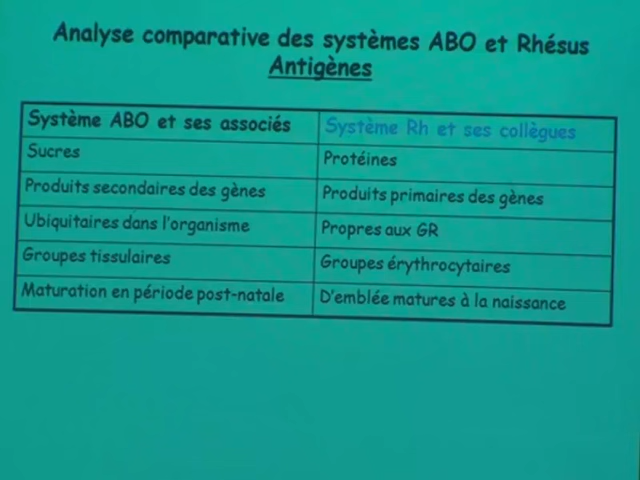 Analyse comparative des systèmes ABO et Rhésus
Antigènes
Système ABO et ses associés
Système Rh et ses collègues
Sucres
Protéines
Produits secondaires des gènes
Produits primaires des gènes
Ubiquitaires dans l'organisme
Propres aux GR
Groupes tissulaires
Groupes érythrocytaires
Maturation en période post-natale
D'emblée matures à la naissance